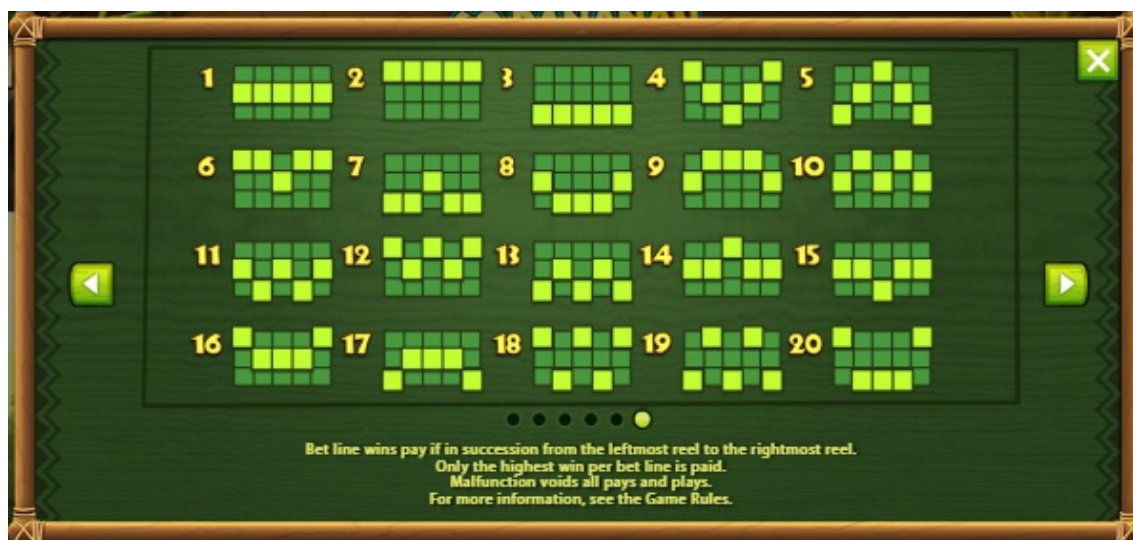 1 2 3 4 5
6 7 8 9 10
11 12 13 14 15
16 17 18 19 20
Bet line wins pay if in succession from the leftmost reel to the rightmost reel.
Only the highest win per bet line is paid.
Malfunction voids all pays and plays.
For more information, see the Game Rules.